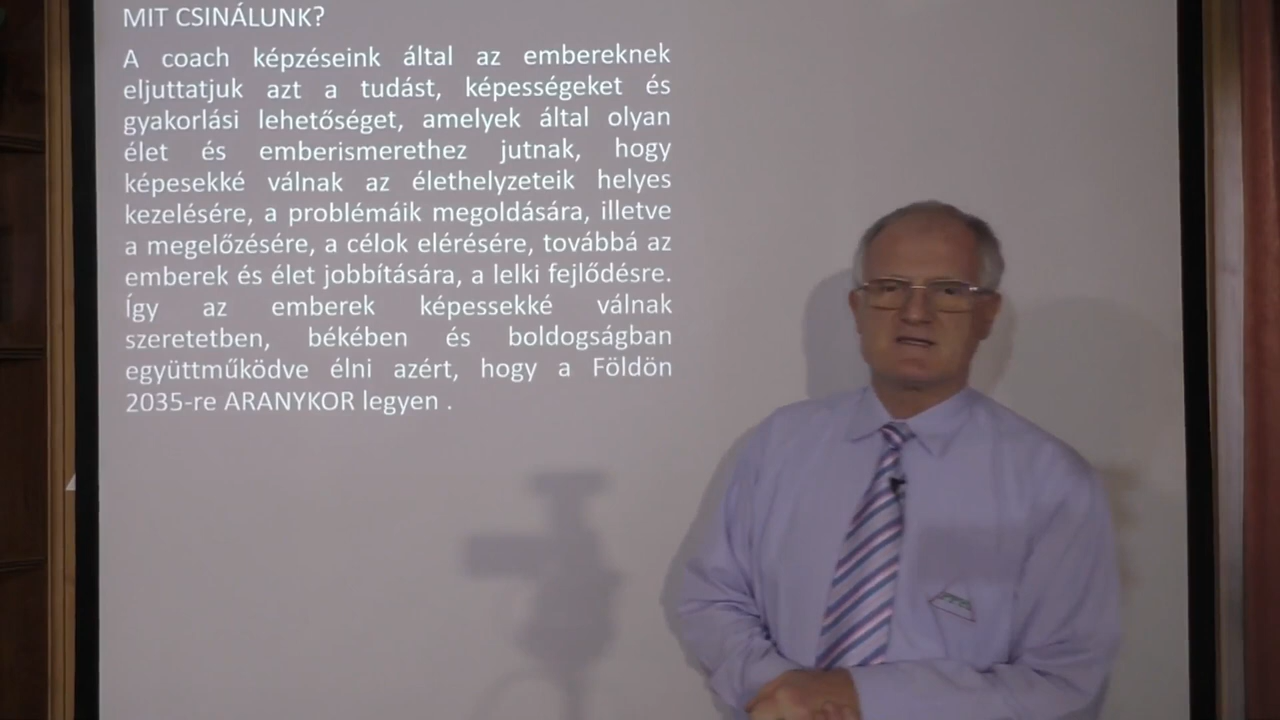 MIT CSINÁLUNK?
A coach képzéseink által az embereknek
eljuttatjuk azt a tudást, képességeket és
gyakorlási lehetőséget, amelyek által olyan
élet és emberismerethez jutnak, hogy
képesekké válnak az élethelyzeteik helyes
kezelésére, a problémáik megoldására, illetve
a megelőzésére, a célok elérésére, továbbá az
emberek és élet jobbítására, a lelki fejlődésre.
Így az emberek képessekké válnak
szeretetben, békében és boldogságban
együttműködve élni azért, hogy a Földön
2035-re ARANYKOR legyen .